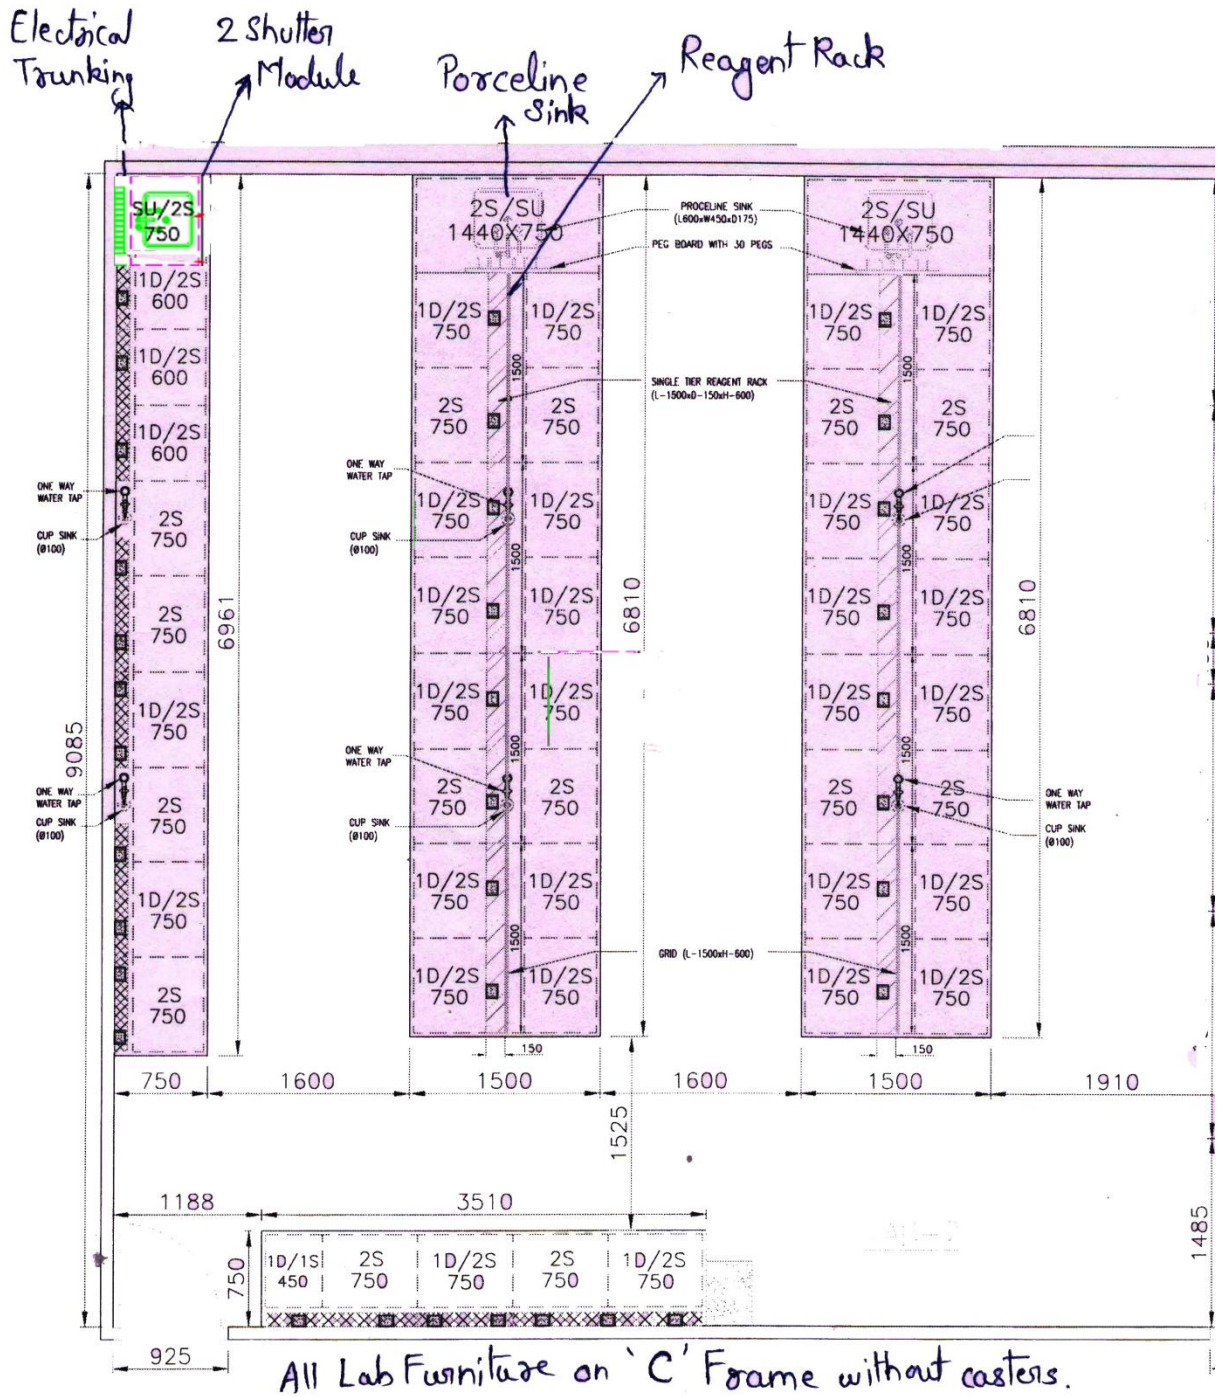 Electrical
Trunking
2 Shutter
Module
Porceline
Sink
Reagent Rack
SU/2S
750
1D/2S
600
1D/2S
600
1D/2S
600
2S
750
2S
750
1D/2S
750
2S
750
1D/2S
750
2S
750
ONE WAY
WATER TAP
CUP SINK
(Ø100)
ONE WAY
WATER TAP
CUP SINK
(Ø100)
9085
6961
2S/SU
1440X750
1D/2S
750
1D/2S
750
2S
750
2S
750
1D/2S
750
1D/2S
750
1D/2S
750
1D/2S
750
1D/2S
750
1D/2S
750
2S
750
2S
750
1D/2S
750
1D/2S
750
1D/2S
750
1D/2S
750
1500
1500
1500
1500
150
ONE WAY
WATER TAP
CUP SINK
(Ø100)
ONE WAY
WATER TAP
CUP SINK
(Ø100)
6810
PROCELINE SINK
(L600xW450xD175)
PEG BOARD WITH 30 PEGS
SINGLE TIER REAGENT RACK
(L-1500xD-150xH-600)
GRID (L-1500xH-600)
2S/SU
1440X750
1D/2S
750
1D/2S
750
2S
750
2S
750
1D/2S
750
1D/2S
750
1D/2S
750
1D/2S
750
1D/2S
750
1D/2S
750
2S
750
2S
750
1D/2S
750
1D/2S
750
1D/2S
750
1D/2S
750
1500
1500
1500
1500
150
6810
ONE WAY
WATER TAP
CUP SINK
(Ø100)
750
1600
1500
1600
1500
1910
1525
1188
3510
750
1D/1S
450
2S
750
1D/2S
750
2S
750
1D/2S
750
1485
925
All Lab Furniture on 'C' Frame without casters.